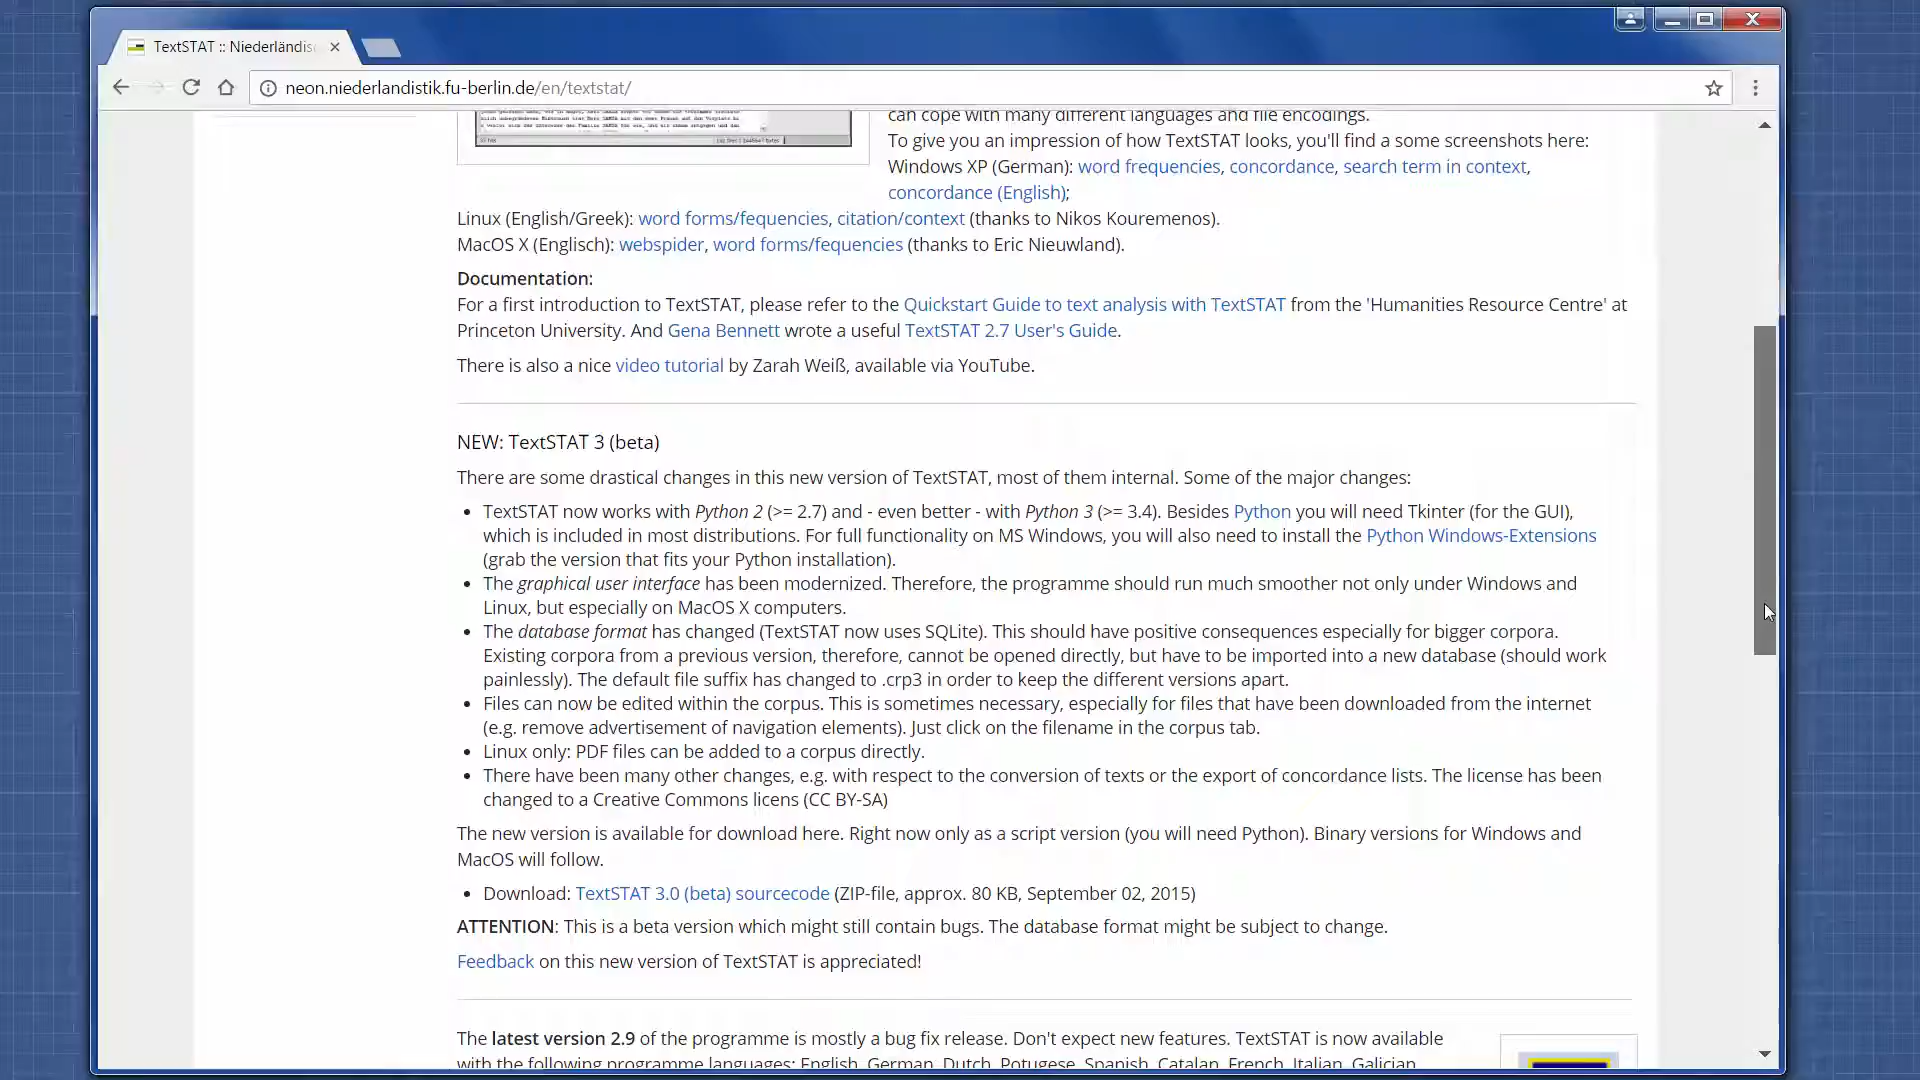 TextSTAT :: Niederländisc
neon.niederlandistik.fu-berlin.de/en/textstat/
can cope with many different languages and file encodings.
To give you an impression of how TextSTAT looks, you'll find a some screenshots here:
Windows XP (German): word frequencies, concordance, search term in context,
concordance (English);
Linux (English/Greek): word forms/fequencies, citation/context (thanks to Nikos Kouremenos).
MacOS X (Englisch): webspider, word forms/fequencies (thanks to Eric Nieuwland).
Documentation:
For a first introduction to TextSTAT, please refer to the Quickstart Guide to text analysis with TextSTAT from the 'Humanities Resource Centre' at
Princeton University. And Gena Bennett wrote a useful TextSTAT 2.7 User's Guide.
There is also a nice video tutorial by Zarah Weiß, available via YouTube.
NEW: TextSTAT 3 (beta)
There are some drastical changes in this new version of TextSTAT, most of them internal. Some of the major changes:
• TextSTAT now works with Python 2 (>= 2.7) and - even better - with Python 3 (>= 3.4). Besides Python you will need Tkinter (for the GUI),
which is included in most distributions. For full functionality on MS Windows, you will also need to install the Python Windows-Extensions
(grab the version that fits your Python installation).
• The graphical user interface has been modernized. Therefore, the programme should run much smoother not only under Windows and
Linux, but especially on MacOS X computers.
• The database format has changed (TextSTAT now uses SQLite). This should have positive consequences especially for bigger corpora.
Existing corpora from a previous version, therefore, cannot be opened directly, but have to be imported into a new database (should work
painlessly). The default file suffix has changed to .crp3 in order to keep the different versions apart.
• Files can now be edited within the corpus. This is sometimes necessary, especially for files that have been downloaded from the internet
(e.g. remove advertisement of navigation elements). Just click on the filename in the corpus tab.
• Linux only: PDF files can be added to a corpus directly.
• There have been many other changes, e.g. with respect to the conversion of texts or the export of concordance lists. The license has been
changed to a Creative Commons licens (CC BY-SA)
The new version is available for download here. Right now only as a script version (you will need Python). Binary versions for Windows and
MacOS will follow.
• Download: TextSTAT 3.0 (beta) sourcecode (ZIP-file, approx. 80 KB, September 02, 2015)
ATTENTION: This is a beta version which might still contain bugs. The database format might be subject to change.
Feedback on this new version of TextSTAT is appreciated!
The latest version 2.9 of the programme is mostly a bug fix release. Don't expect new features. TextSTAT is now available
with the following programme languages: English, German, Dutch, Potugese, Spanish, Catalan, French, Italian, Galician